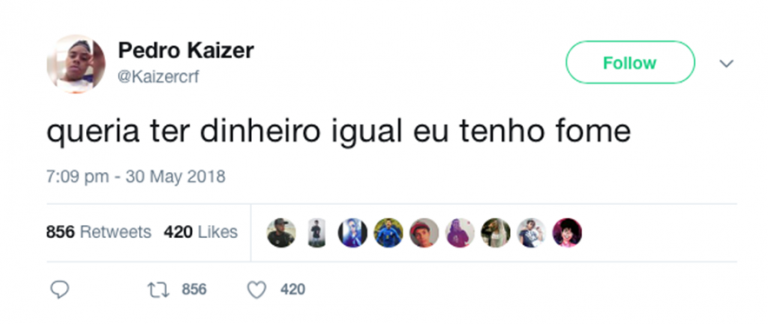 Pedro Kaizer
@Kaizercrf
Follow
queria ter dinheiro igual eu tenho fome
7:09 pm - 30 May 2018
856 Retweets 420 Likes
856 420